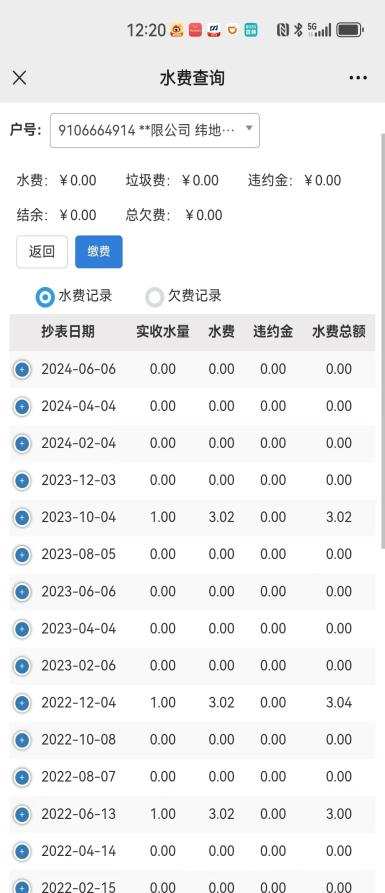 12:20 5G
水费查询
户号： 9106664914 **限公司 纬地…
水费：￥0.00 垃圾费：￥0.00 违约金：￥0.00
结余：￥0.00 总欠费：￥0.00
返回 缴费
水费记录 欠费记录
抄表日期 实收水量 水费 违约金 水费总额
2024-06-06 0.00 0.00 0.00 0.00
2024-04-04 0.00 0.00 0.00 0.00
2024-02-04 0.00 0.00 0.00 0.00
2023-12-03 0.00 0.00 0.00 0.00
2023-10-04 1.00 3.02 0.00 3.02
2023-08-05 0.00 0.00 0.00 0.00
2023-06-06 0.00 0.00 0.00 0.00
2023-04-04 0.00 0.00 0.00 0.00
2023-02-06 0.00 0.00 0.00 0.00
2022-12-04 1.00 3.02 0.00 3.04
2022-10-08 0.00 0.00 0.00 0.00
2022-08-07 0.00 0.00 0.00 0.00
2022-06-13 1.00 3.02 0.00 3.00
2022-04-14 0.00 0.00 0.00 0.00
2022-02-15 0.00 0.00 0.00 0.00